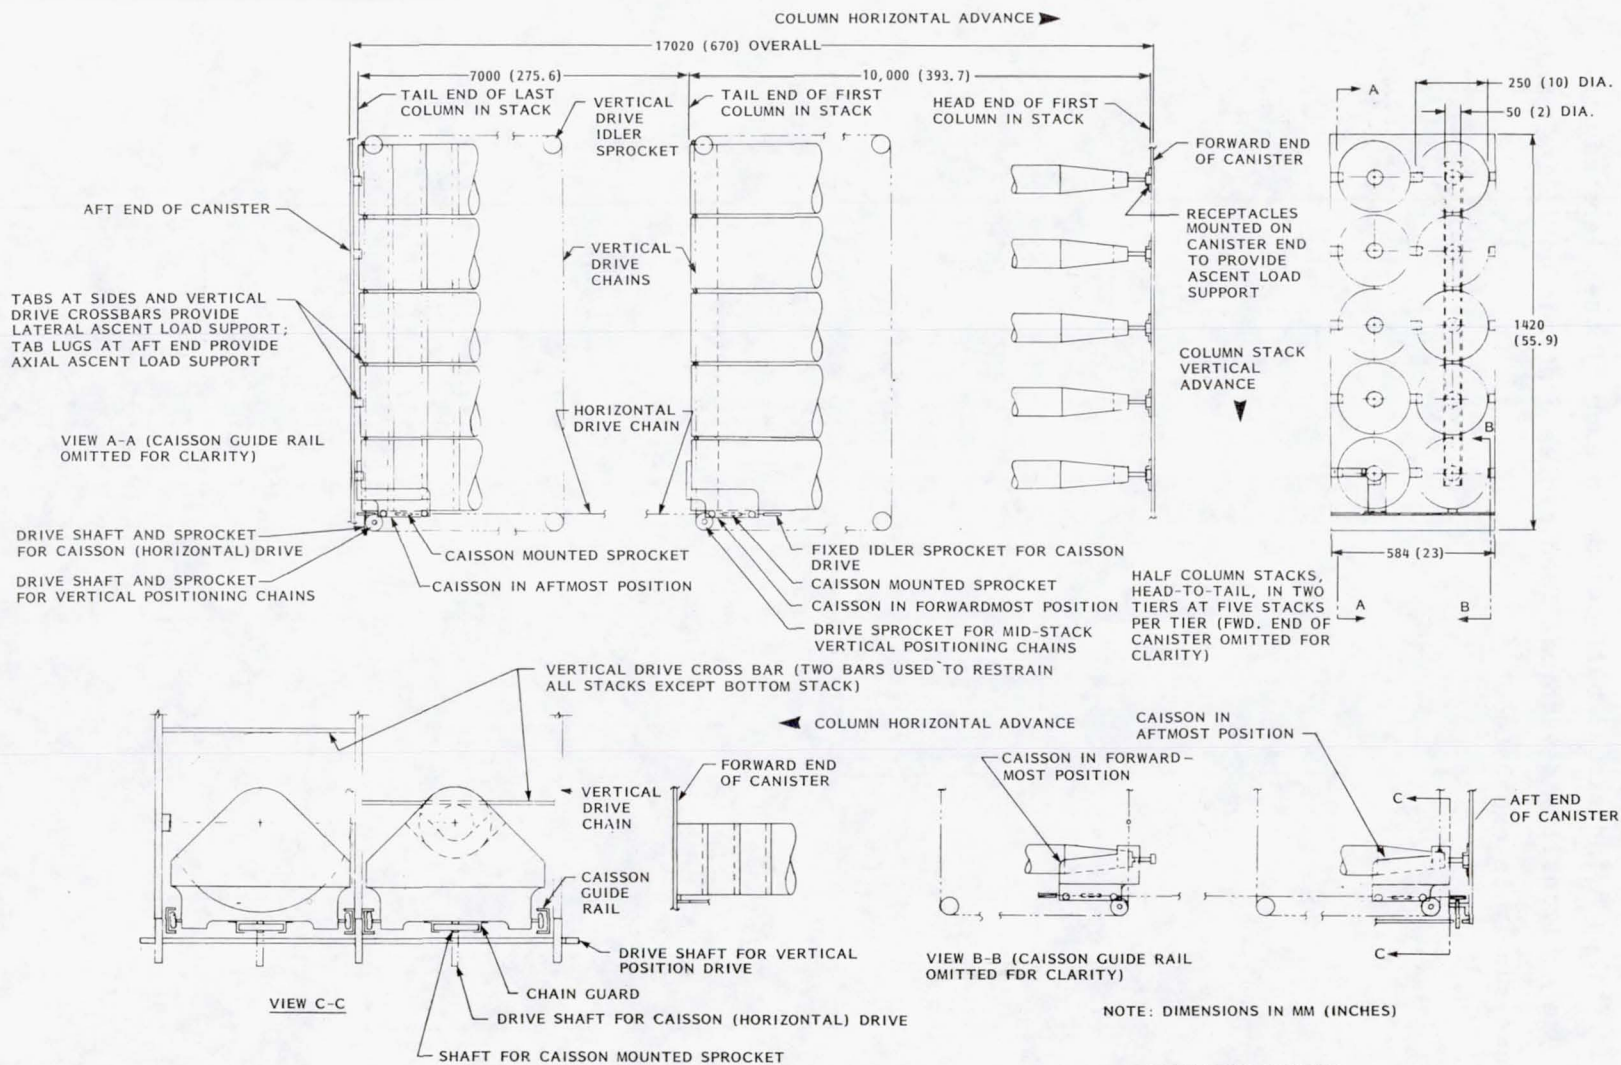 COLUMN HORIZONTAL ADVANCE
17020 (670) OVERALL
7000 (275.6)
10,000 (393.7)
TAIL END OF LAST
COLUMN IN STACK
VERTICAL
DRIVE
IDLER
SPROCKET
TAIL END OF FIRST
COLUMN IN STACK
HEAD END OF FIRST
COLUMN IN STACK
A
250 (10) DIA.
50 (2) DIA.
FORWARD END
OF CANISTER
AFT END OF CANISTER
VERTICAL
DRIVE
CHAINS
RECEPTACLES
MOUNTED ON
CANISTER END
TO PROVIDE
ASCENT LOAD
SUPPORT
TABS AT SIDES AND VERTICAL
DRIVE CROSSBARS PROVIDE
LATERAL ASCENT LOAD SUPPORT;
TAB LUGS AT AFT END PROVIDE
AXIAL ASCENT LOAD SUPPORT
1420
(55.9)
COLUMN STACK
VERTICAL
ADVANCE
HORIZONTAL
DRIVE CHAIN
VIEW A-A (CAISSON GUIDE RAIL
OMITTED FOR CLARITY)
B
DRIVE SHAFT AND SPROCKET
FOR CAISSON (HORIZONTAL) DRIVE
DRIVE SHAFT AND SPROCKET
FOR VERTICAL POSITIONING CHAINS
CAISSON MOUNTED SPROCKET
CAISSON IN AFTMOST POSITION
FIXED IDLER SPROCKET FOR CAISSON
DRIVE
CAISSON MOUNTED SPROCKET
CAISSON IN FORWARDMOST POSITION
DRIVE SPROCKET FOR MID-STACK
VERTICAL POSITIONING CHAINS
584 (23)
HALF COLUMN STACKS,
HEAD-TO-TAIL, IN TWO
TIERS AT FIVE STACKS
PER TIER (FWD. END OF
CANISTER OMITTED FOR
CLARITY)
A
B
VERTICAL DRIVE CROSS BAR (TWO BARS USED TO RESTRAIN
ALL STACKS EXCEPT BOTTOM STACK)
COLUMN HORIZONTAL ADVANCE
CAISSON IN
AFTMOST POSITION
FORWARD END
OF CANISTER
CAISSON IN FORWARD-
MOST POSITION
VERTICAL
DRIVE
CHAIN
C
AFT END
OF CANISTER
CAISSON
GUIDE
RAIL
DRIVE SHAFT FOR VERTICAL
POSITION DRIVE
VIEW B-B (CAISSON GUIDE RAIL
OMITTED FOR CLARITY)
C
CHAIN GUARD
VIEW C-C
DRIVE SHAFT FOR CAISSON (HORIZONTAL) DRIVE
NOTE: DIMENSIONS IN MM (INCHES)
SHAFT FOR CAISSON MOUNTED SPROCKET